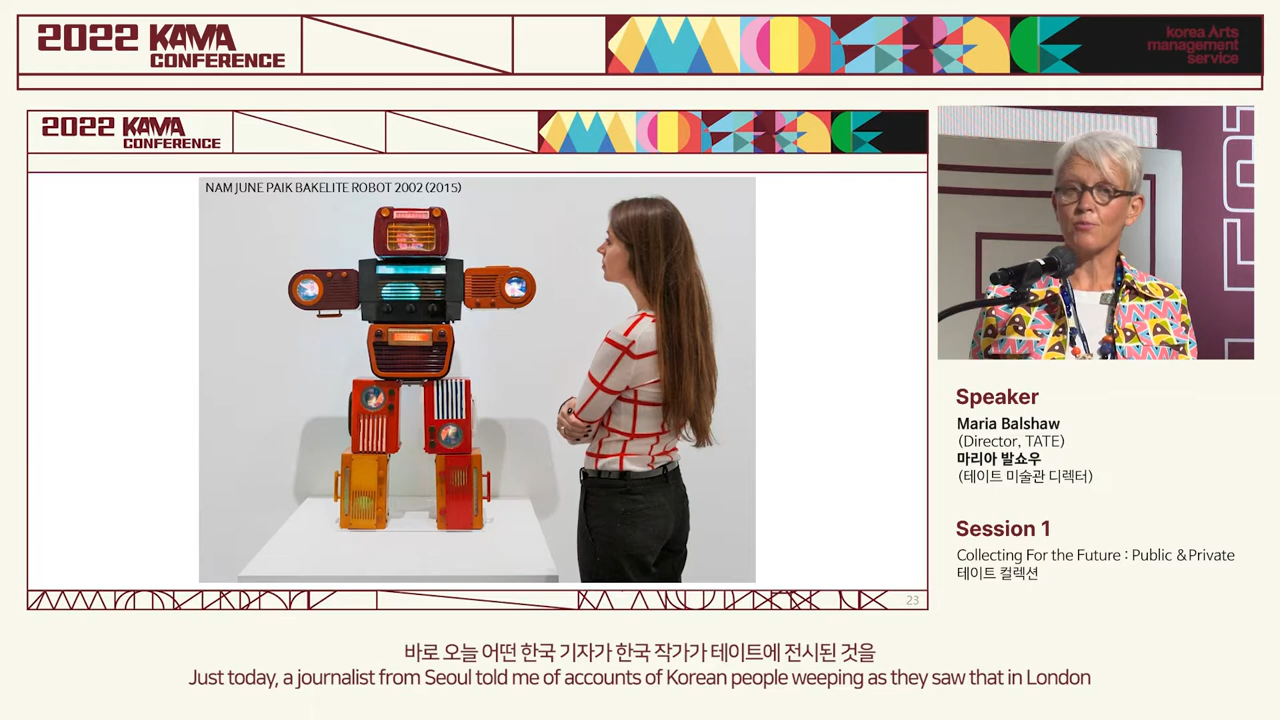 2022 KAMA
CONFERENCE
korea Arts
management
service
2022 KAMA
CONFERENCE
NAM JUNE PAIK BAKELITE ROBOT 2002 (2015)
23
Speaker
Maria Balshaw
(Director, TATE)
마리아 발쇼우
(테이트 미술관 디렉터)
Session 1
Collecting For the Future : Public & Private
테이트 컬렉션
바로 오늘 어떤 한국 기자가 한국 작가가 테이트에 전시된 것을
Just today, a journalist from Seoul told me of accounts of Korean people weeping as they saw that in London